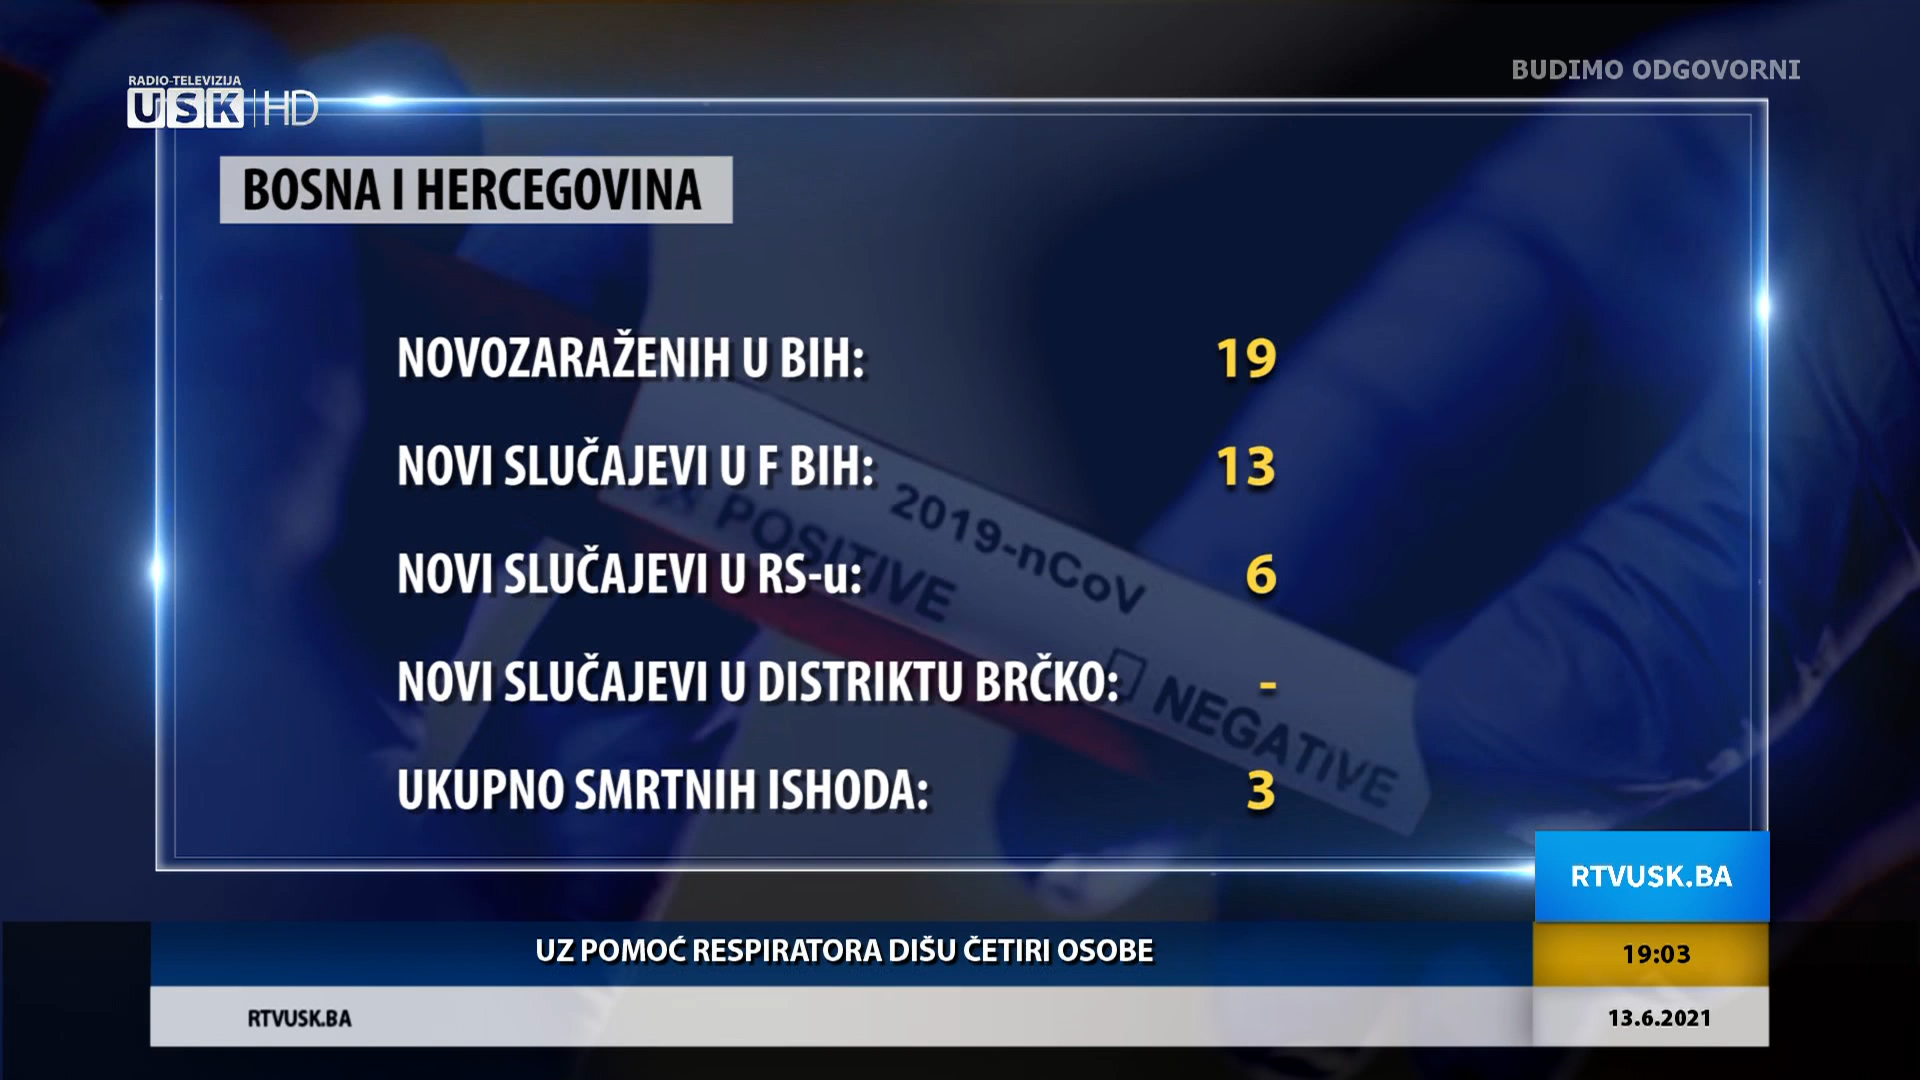 RADIO-TELEVIZIJA
USK HD
BUDIMO ODGOVORNI
BOSNA I HERCEGOVINA
NOVOZARAŽENIH U BIH: 19
NOVI SLUČAJEVI U F BIH: 13
NOVI SLUČAJEVI U RS-u: 6
NOVI SLUČAJEVI U DISTRIKTU BRČKO: -
UKUPNO SMRTNIH ISHODA: 3
2019-nCoV
POSITIVE
NEGATIVE
RTVUSK.BA
UZ POMOĆ RESPIRATORA DIŠU ČETIRI OSOBE
19:03
RTVUSK.BA
13.6.2021